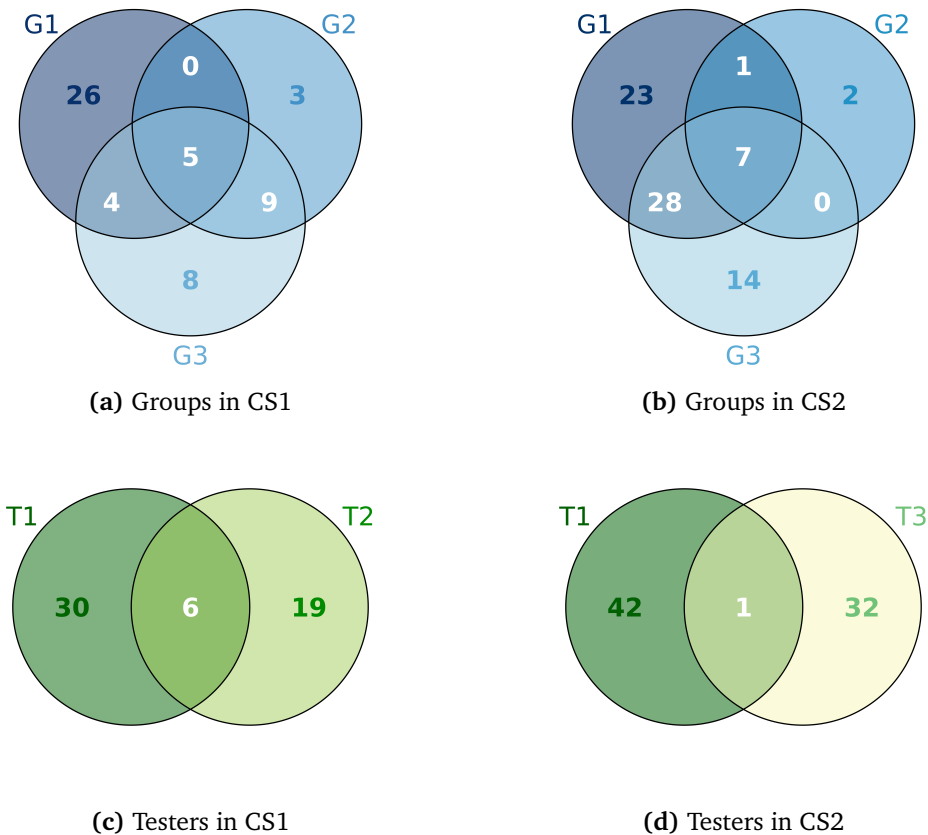 G1 G2 G1 G2
0 1
26 3 23 2
5 7
4 9 28 0
8 14
G3 G3
(a) Groups in CS1 (b) Groups in CS2
T1 T2 T1 T3
30 6 19 42 1 32
(c) Testers in CS1 (d) Testers in CS2